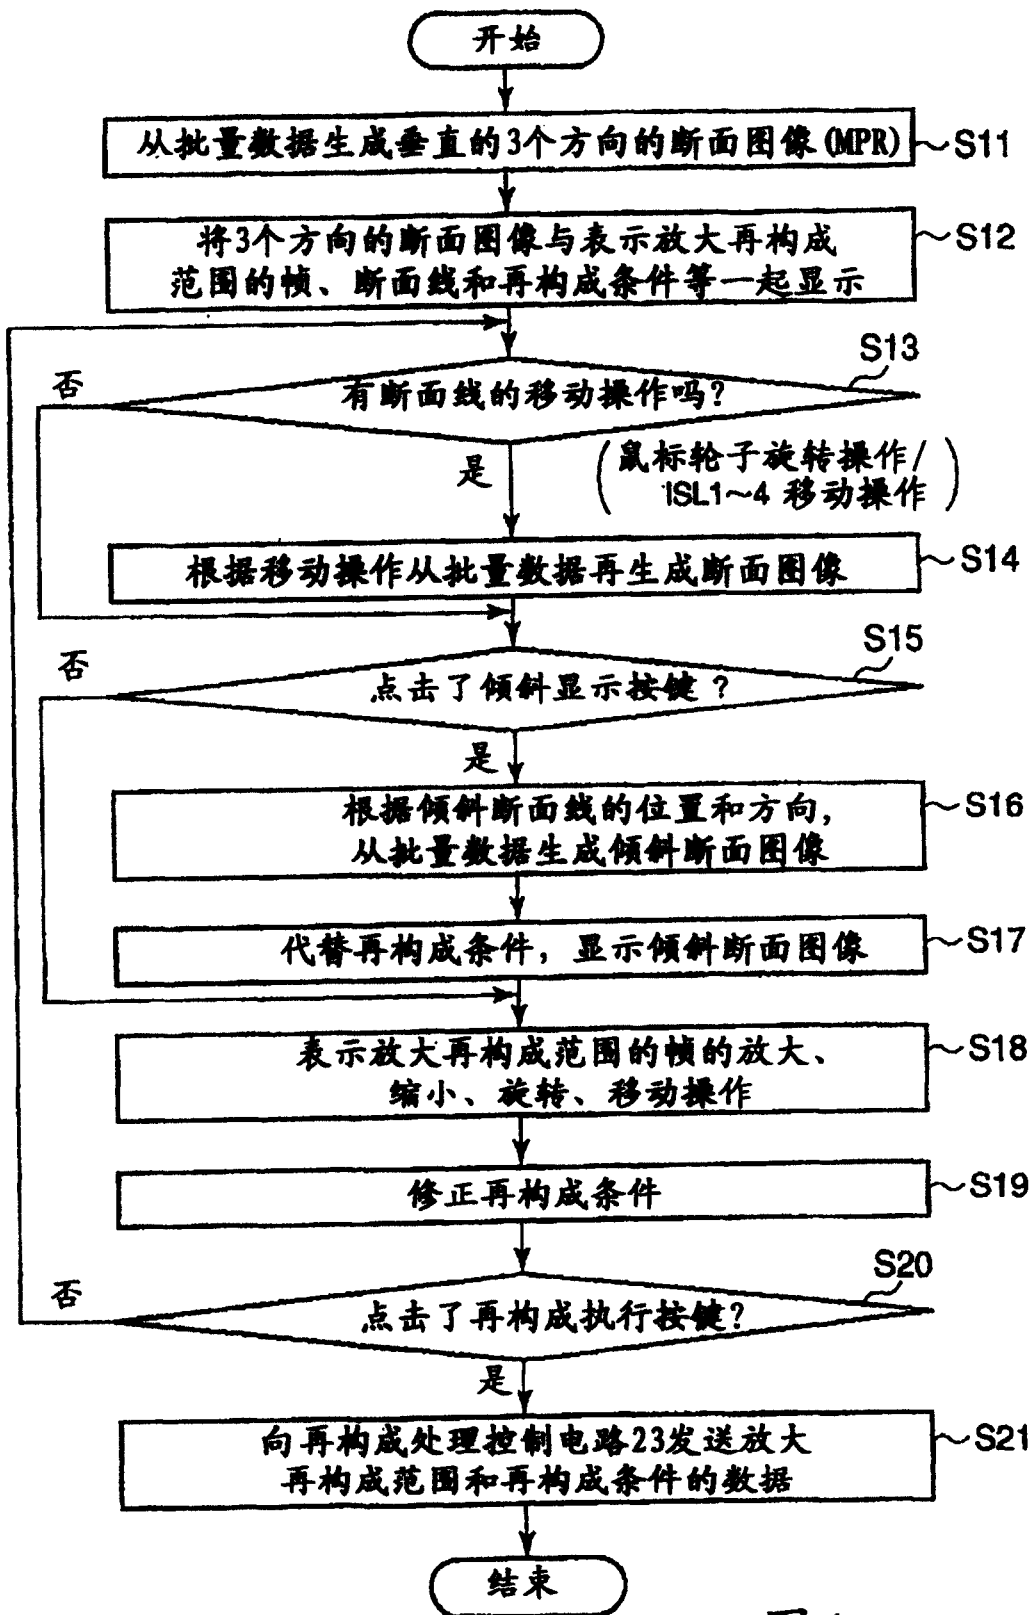 开始
从批量数据生成垂直的3个方向的断面图像(MPR)
S11
将3个方向的断面图像与表示放大再构成
范围的帧、断面线和再构成条件等一起显示
S12
S13
否
有断面线的移动操作吗?
是
(鼠标轮子旋转操作/
ISL1~4 移动操作)
根据移动操作从批量数据再生成断面图像
S14
S15
否
点击了倾斜显示按键?
是
根据倾斜断面线的位置和方向,
从批量数据生成倾斜断面图像
S16
代替再构成条件,显示倾斜断面图像
S17
表示放大再构成范围的帧的放大、
缩小、旋转、移动操作
S18
修正再构成条件
S19
S20
否
点击了再构成执行按键?
是
向再构成处理控制电路23发送放大
再构成范围和再构成条件的数据
S21
结束